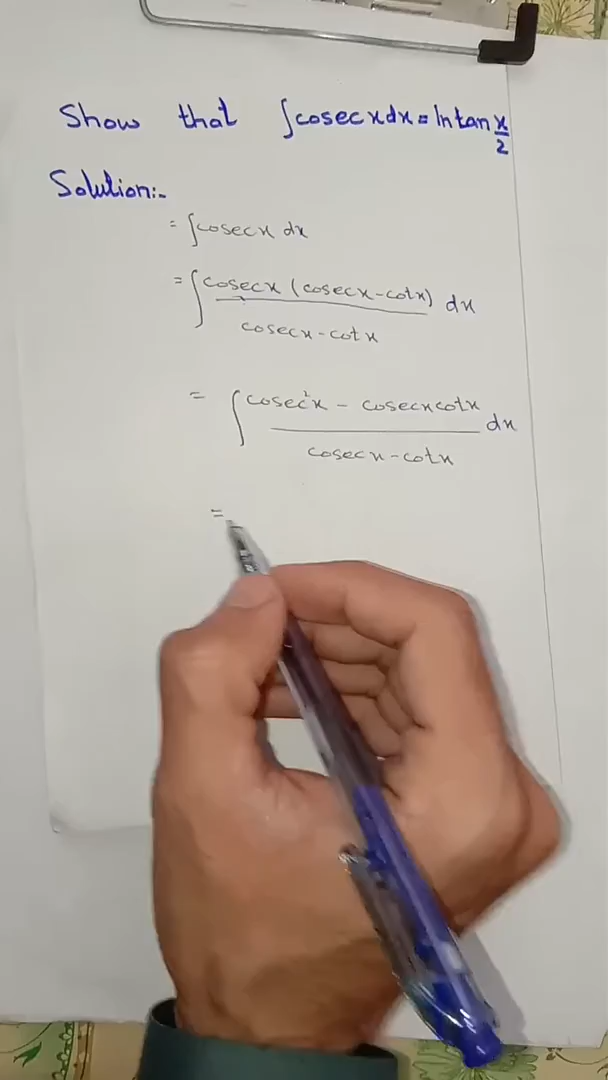 Show that ∫cosec x dx = ln tan x/2
Solution:-
= ∫cosec x dx
= ∫ cosec x (cosec x - cot x) / cosec x - cot x dx
= ∫ cosec²x - cosec x cot x / cosec x - cot x dx
=